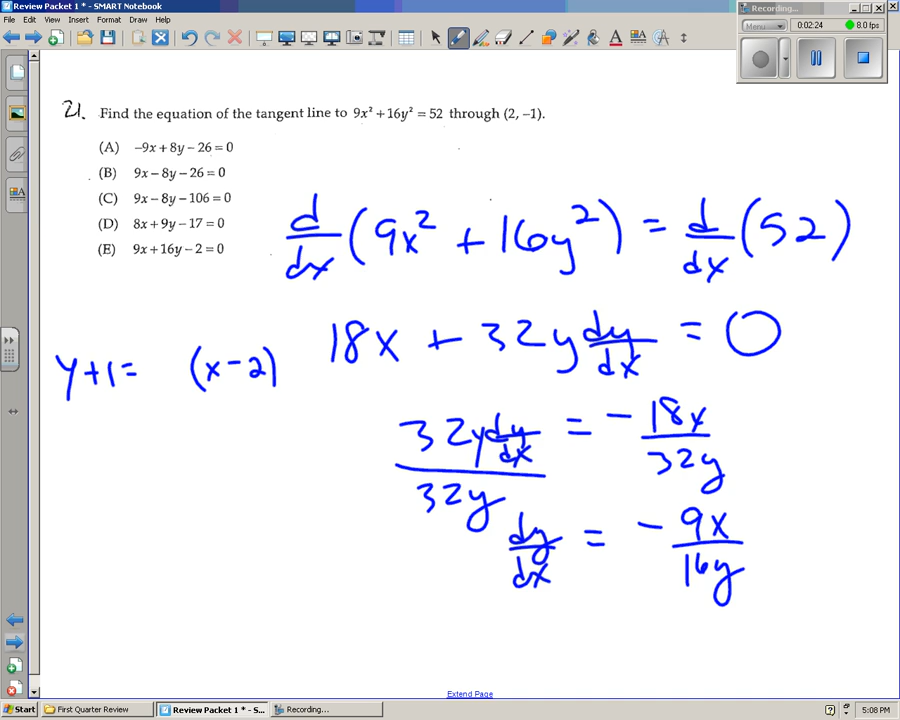 Review Packet 1 * - SMART Notebook
File Edit View Insert Format Draw Help
Recording...
Menu
0:02:24
8.0 fps
21. Find the equation of the tangent line to 9x² + 16y² = 52 through (2, −1).
(A) −9x + 8y − 26 = 0
(B) 9x − 8y − 26 = 0
(C) 9x − 8y − 106 = 0
(D) 8x + 9y − 17 = 0
(E) 9x + 16y − 2 = 0
d/dx (9x² + 16y²) = d/dx (52)
18x + 32y dy/dx = 0
y+1= (x−2)
32y dy/dx / 32y = − 18x / 32y
dy/dx = − 9x / 16y
Extend Page
Start
First Quarter Review
Review Packet 1 * - S...
Recording...
5:08 PM